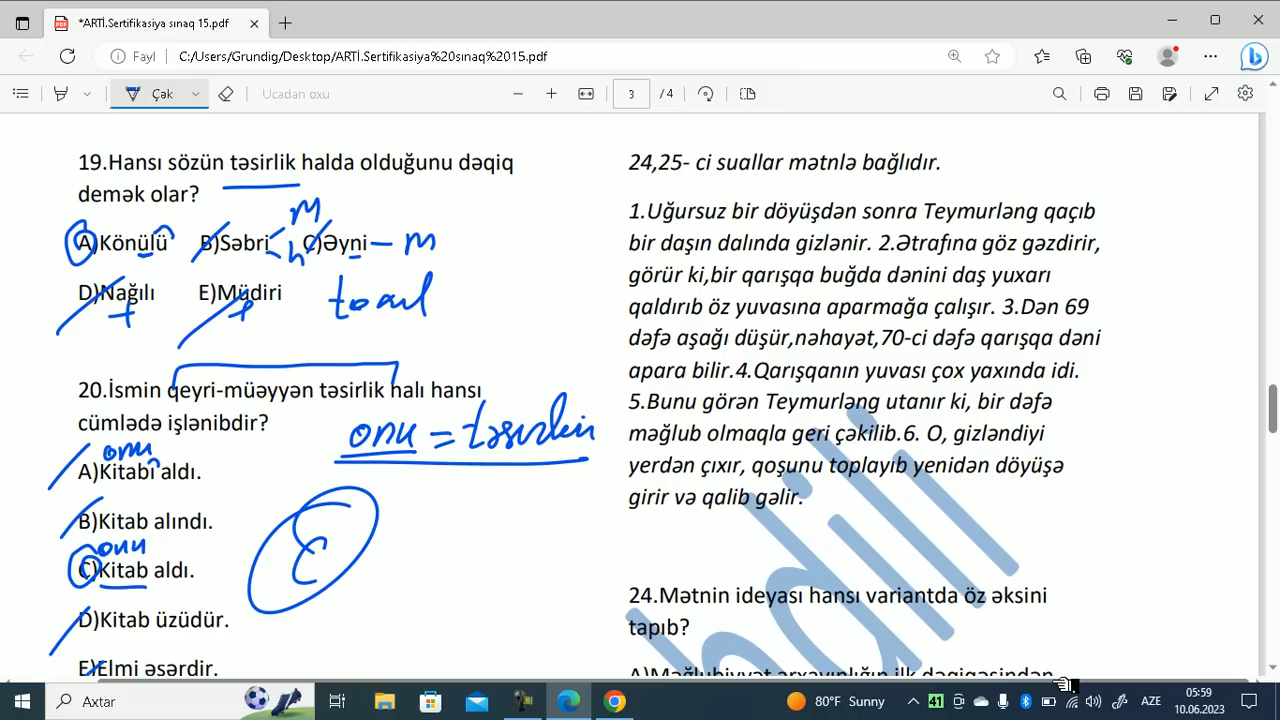 *ARTİ.Sertifikasiya sınaq 15.pdf
Fayl C:/Users/Grundig/Desktop/ARTİ.Sertifikasiya%20sınaq%2015.pdf
Çək Ucadan oxu 3 / 4
19.Hansı sözün təsirlik halda olduğunu dəqiq
demək olar?
M
A)Könülü B)Səbri C)Əyni – m
h
D)Nağılı E)Müdiri
+ +
20.İsmin qeyri-müəyyən təsirlik halı hansı
cümlədə işlənibdir?
onu = təsirlik
onu
A)Kitabı aldı.
B)Kitab alındı.
onu
C)Kitab aldı.
C
D)Kitab üzüdür.
E)Elmi əsərdir.
24,25- ci suallar mətnlə bağlıdır.
1.Uğursuz bir döyüşdən sonra Teymurləng qaçıb
bir daşın dalında gizlənir. 2.Ətrafına göz gəzdirir,
görür ki,bir qarışqa buğda dənini daş yuxarı
qaldırıb öz yuvasına aparmağa çalışır. 3.Dən 69
dəfə aşağı düşür,nəhayət,70-ci dəfə qarışqa dəni
apara bilir.4.Qarışqanın yuvası çox yaxında idi.
5.Bunu görən Teymurləng utanır ki, bir dəfə
məğlub olmaqla geri çəkilib.6. O, gizləndiyi
yerdən çıxır, qoşunu toplayıb yenidən döyüşə
girir və qalib gəlir.
24.Mətnin ideyası hansı variantda öz əksini
tapıb?
A)Məğlubiyyət arxayınlığın ilk dəqiqəsindən
Axtar
80°F Sunny 41 AZE 05:59
10.06.2023